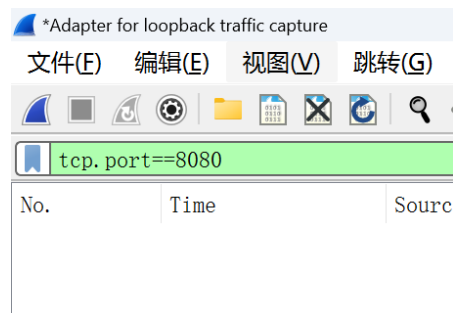 *Adapter for loopback traffic capture
文件(F) 编辑(E) 视图(V) 跳转(G)
tcp.port==8080
No. Time Sourc